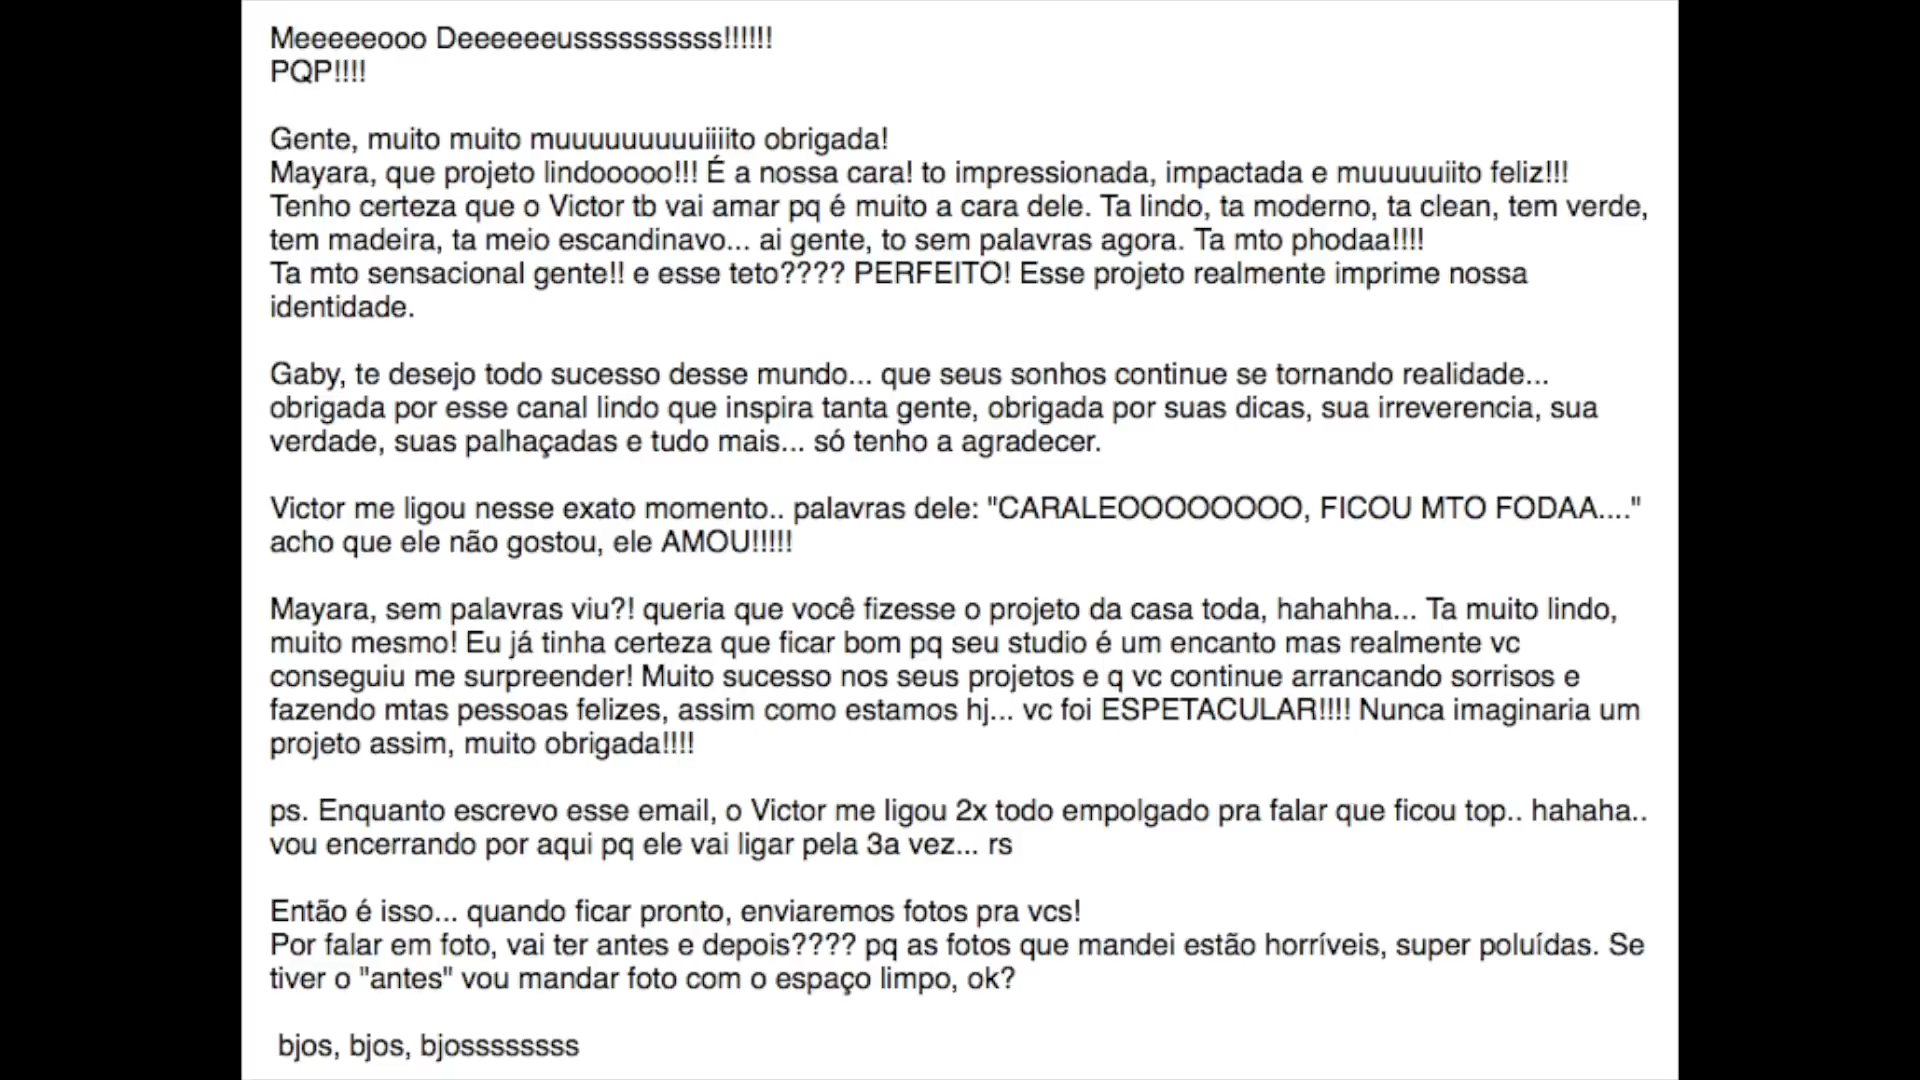 Meeeeeooo Deeeeeeussssssssss!!!!!!
PQP!!!!
Gente, muito muito muuuuuuuuuiiiito obrigada!
Mayara, que projeto lindooooo!!! É a nossa cara! to impressionada, impactada e muuuuuiito feliz!!!
Tenho certeza que o Victor tb vai amar pq é muito a cara dele. Ta lindo, ta moderno, ta clean, tem verde,
tem madeira, ta meio escandinavo... ai gente, to sem palavras agora. Ta mto phodaa!!!!
Ta mto sensacional gente!! e esse teto???? PERFEITO! Esse projeto realmente imprime nossa
identidade.
Gaby, te desejo todo sucesso desse mundo... que seus sonhos continue se tornando realidade...
obrigada por esse canal lindo que inspira tanta gente, obrigada por suas dicas, sua irreverencia, sua
verdade, suas palhaçadas e tudo mais... só tenho a agradecer.
Victor me ligou nesse exato momento.. palavras dele: "CARALEOOOOOOOO, FICOU MTO FODAA...."
acho que ele não gostou, ele AMOU!!!!!
Mayara, sem palavras viu?! queria que você fizesse o projeto da casa toda, hahahha... Ta muito lindo,
muito mesmo! Eu já tinha certeza que ficar bom pq seu studio é um encanto mas realmente vc
conseguiu me surpreender! Muito sucesso nos seus projetos e q vc continue arrancando sorrisos e
fazendo mtas pessoas felizes, assim como estamos hj... vc foi ESPETACULAR!!!! Nunca imaginaria um
projeto assim, muito obrigada!!!!
ps. Enquanto escrevo esse email, o Victor me ligou 2x todo empolgado pra falar que ficou top.. hahaha..
vou encerrando por aqui pq ele vai ligar pela 3a vez... rs
Então é isso... quando ficar pronto, enviaremos fotos pra vcs!
Por falar em foto, vai ter antes e depois???? pq as fotos que mandei estão horríveis, super poluídas. Se
tiver o "antes" vou mandar foto com o espaço limpo, ok?
bjos, bjos, bjossssssss